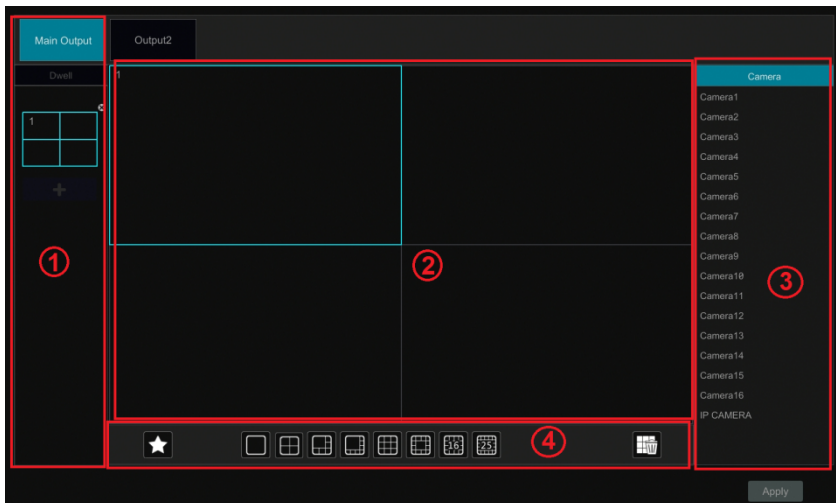 Main Output
Output2
Dwell
1
1
Camera
Camera1
Camera2
Camera3
Camera4
Camera5
Camera6
Camera7
Camera8
Camera9
Camera10
Camera11
Camera12
Camera13
Camera14
Camera15
Camera16
IP CAMERA
1
2
3
16
25
4
Apply